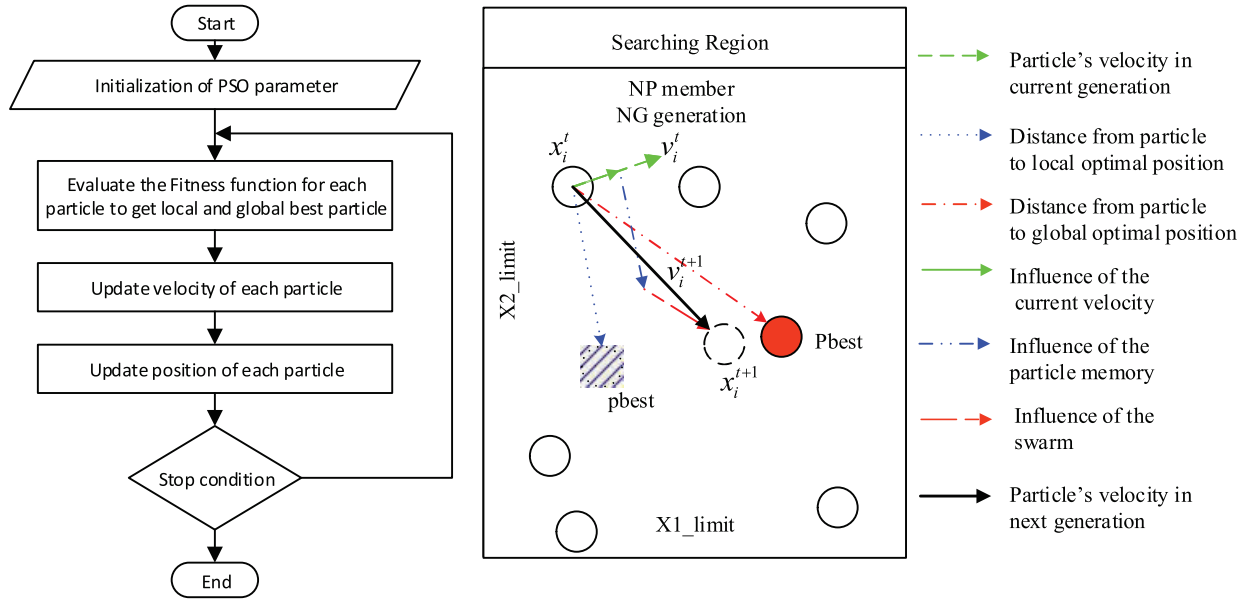 Start
Initialization of PSO parameter
Evaluate the Fitness function for each
particle to get local and global best particle
Update velocity of each particle
Update position of each particle
Stop condition
End
Searching Region
NP member
NG generation
x_i^t
v_i^t
X2_limit
v_i^{t+1}
Pbest
x_i^{t+1}
pbest
X1_limit
Particle's velocity in
current generation
Distance from particle
to local optimal position
Distance from particle
to global optimal position
Influence of the
current velocity
Influence of the
particle memory
Influence of the
swarm
Particle's velocity in
next generation